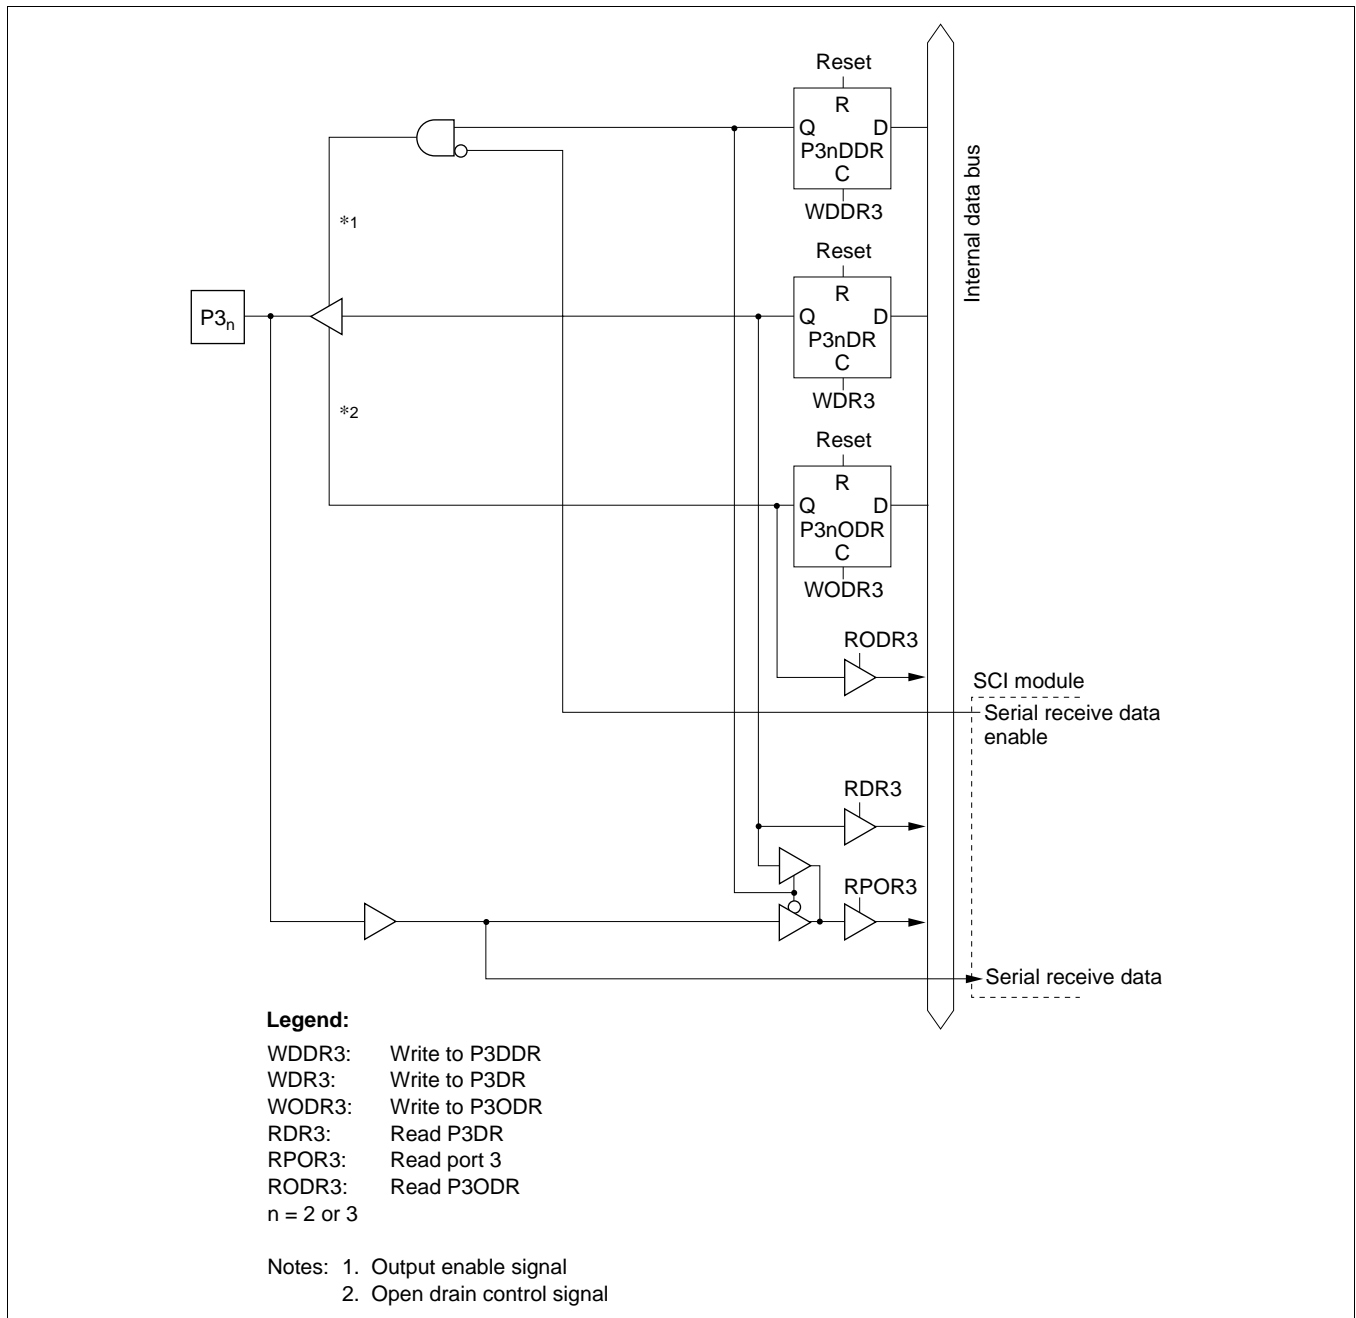 Reset
R
Q D
P3nDDR
C
WDDR3
Internal data bus
*1
Reset
R
P3n
Q D
P3nDR
C
WDR3
*2
Reset
R
Q D
P3nODR
C
WODR3
RODR3
SCI module
Serial receive data
enable
RDR3
RPOR3
Serial receive data
Legend:
WDDR3: Write to P3DDR
WDR3: Write to P3DR
WODR3: Write to P3ODR
RDR3: Read P3DR
RPOR3: Read port 3
RODR3: Read P3ODR
n = 2 or 3
Notes: 1. Output enable signal
2. Open drain control signal